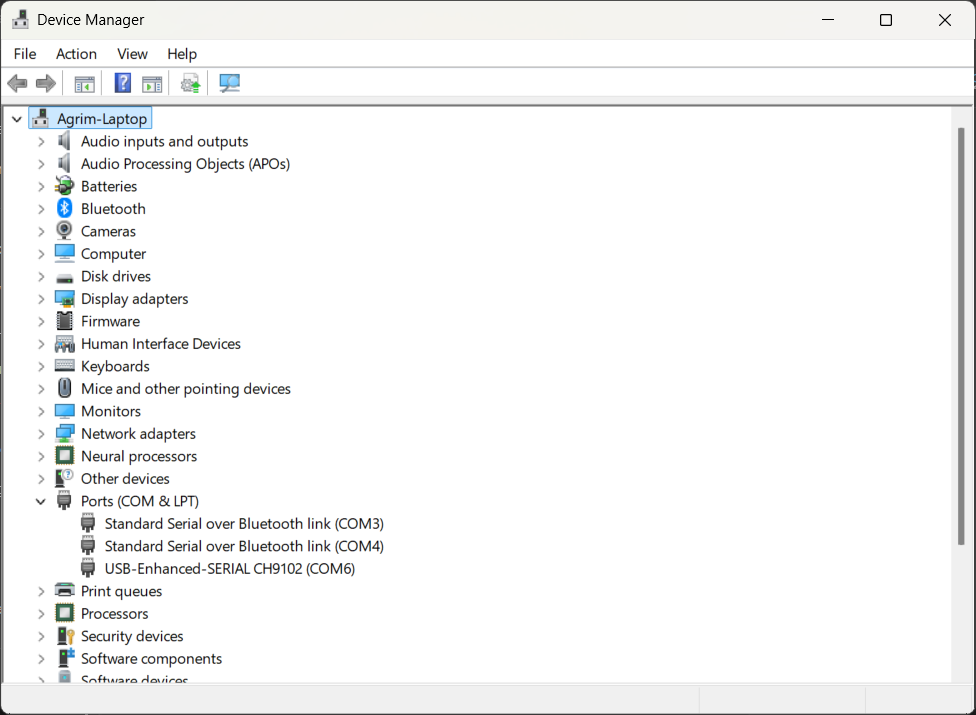 Device Manager
File Action View Help
Agrim-Laptop
Audio inputs and outputs
Audio Processing Objects (APOs)
Batteries
Bluetooth
Cameras
Computer
Disk drives
Display adapters
Firmware
Human Interface Devices
Keyboards
Mice and other pointing devices
Monitors
Network adapters
Neural processors
Other devices
Ports (COM & LPT)
Standard Serial over Bluetooth link (COM3)
Standard Serial over Bluetooth link (COM4)
USB-Enhanced-SERIAL CH9102 (COM6)
Print queues
Processors
Security devices
Software components
Software devices